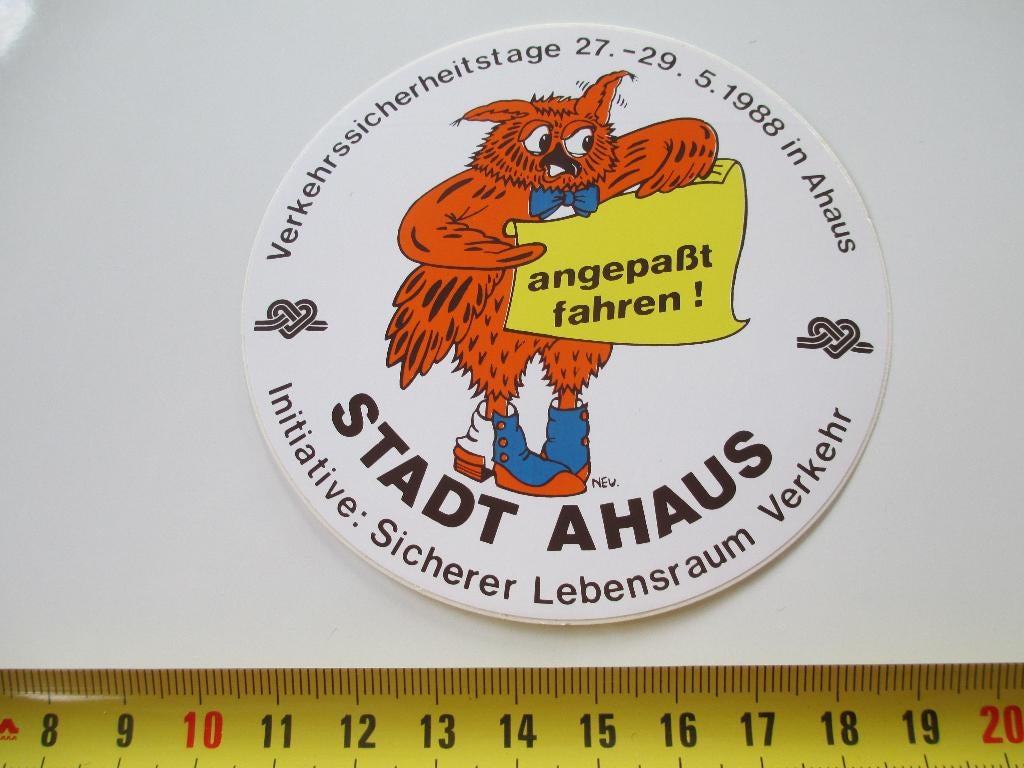 Verkehrssicherheitstage 27.-29.5.1988 in Ahaus
angepaßt
fahren!
NEU.
STADT AHAUS
Initiative: Sicherer Lebensraum Verkehr
8 9 10 11 12 13 14 15 16 17 18 19 20